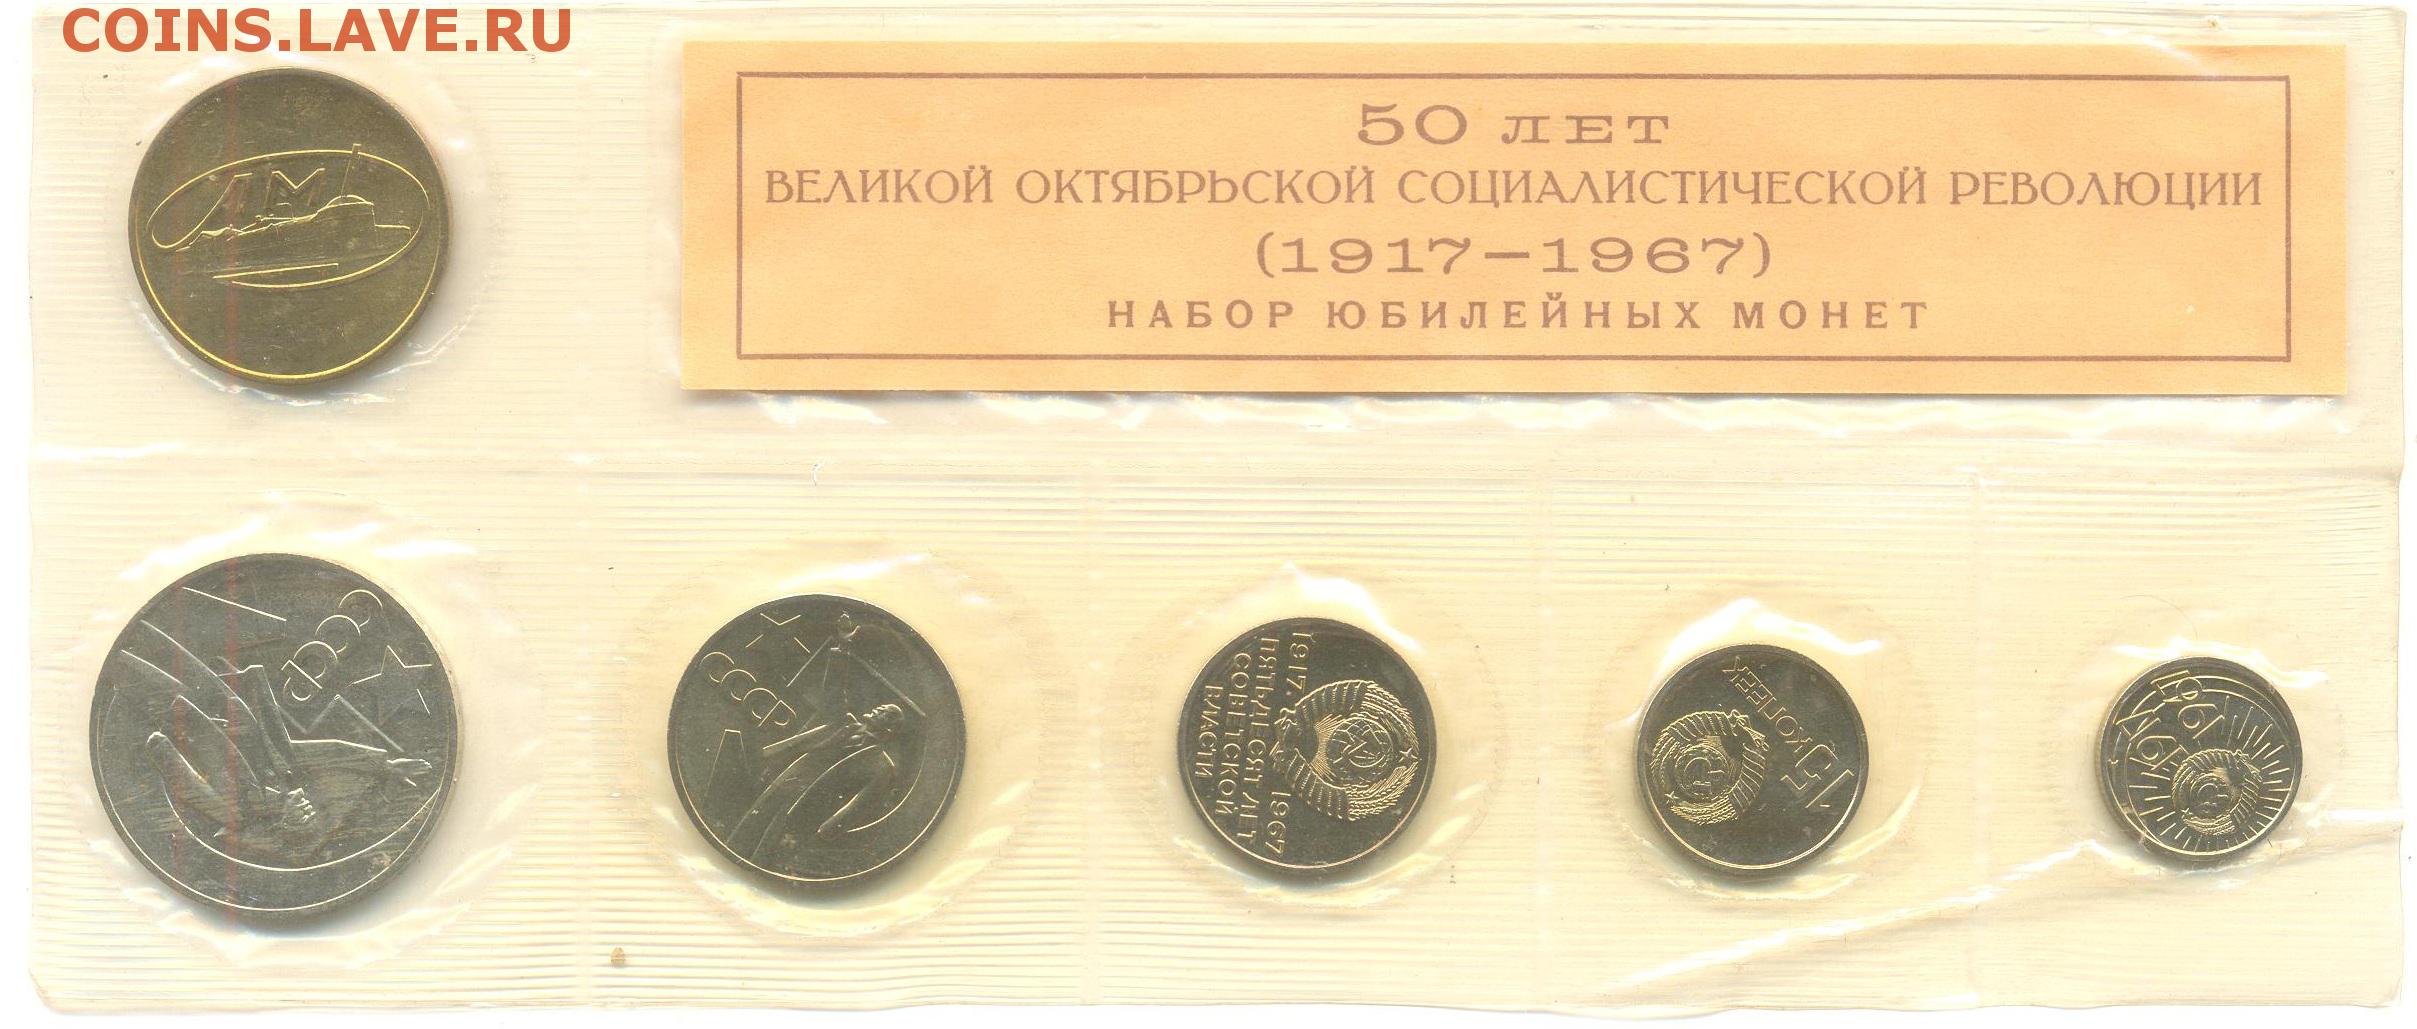 COINS.LAVE.RU
50 ЛЕТ
ВЕЛИКОЙ ОКТЯБРЬСКОЙ СОЦИАЛИСТИЧЕСКОЙ РЕВОЛЮЦИИ
(1917–1967)
НАБОР ЮБИЛЕЙНЫХ МОНЕТ
ЛМ
СССР
СССР
1917. 1967
ПЯТЬДЕСЯТ ЛЕТ
СОВЕТСКОЙ
ВЛАСТИ
15 КОПЕЕК
1917
1967